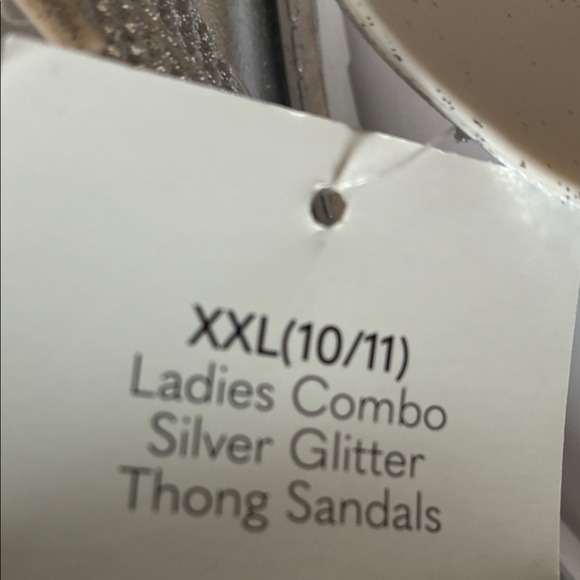 XXL(10/11)
Ladies Combo
Silver Glitter
Thong Sandals